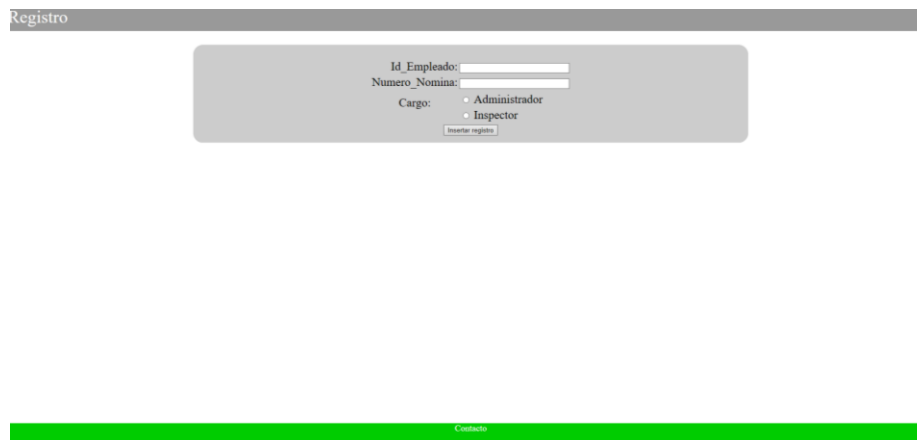 Registro
Id_Empleado:
Numero_Nomina:
Cargo:
Administrador
Inspector
Insertar registro
Contacto